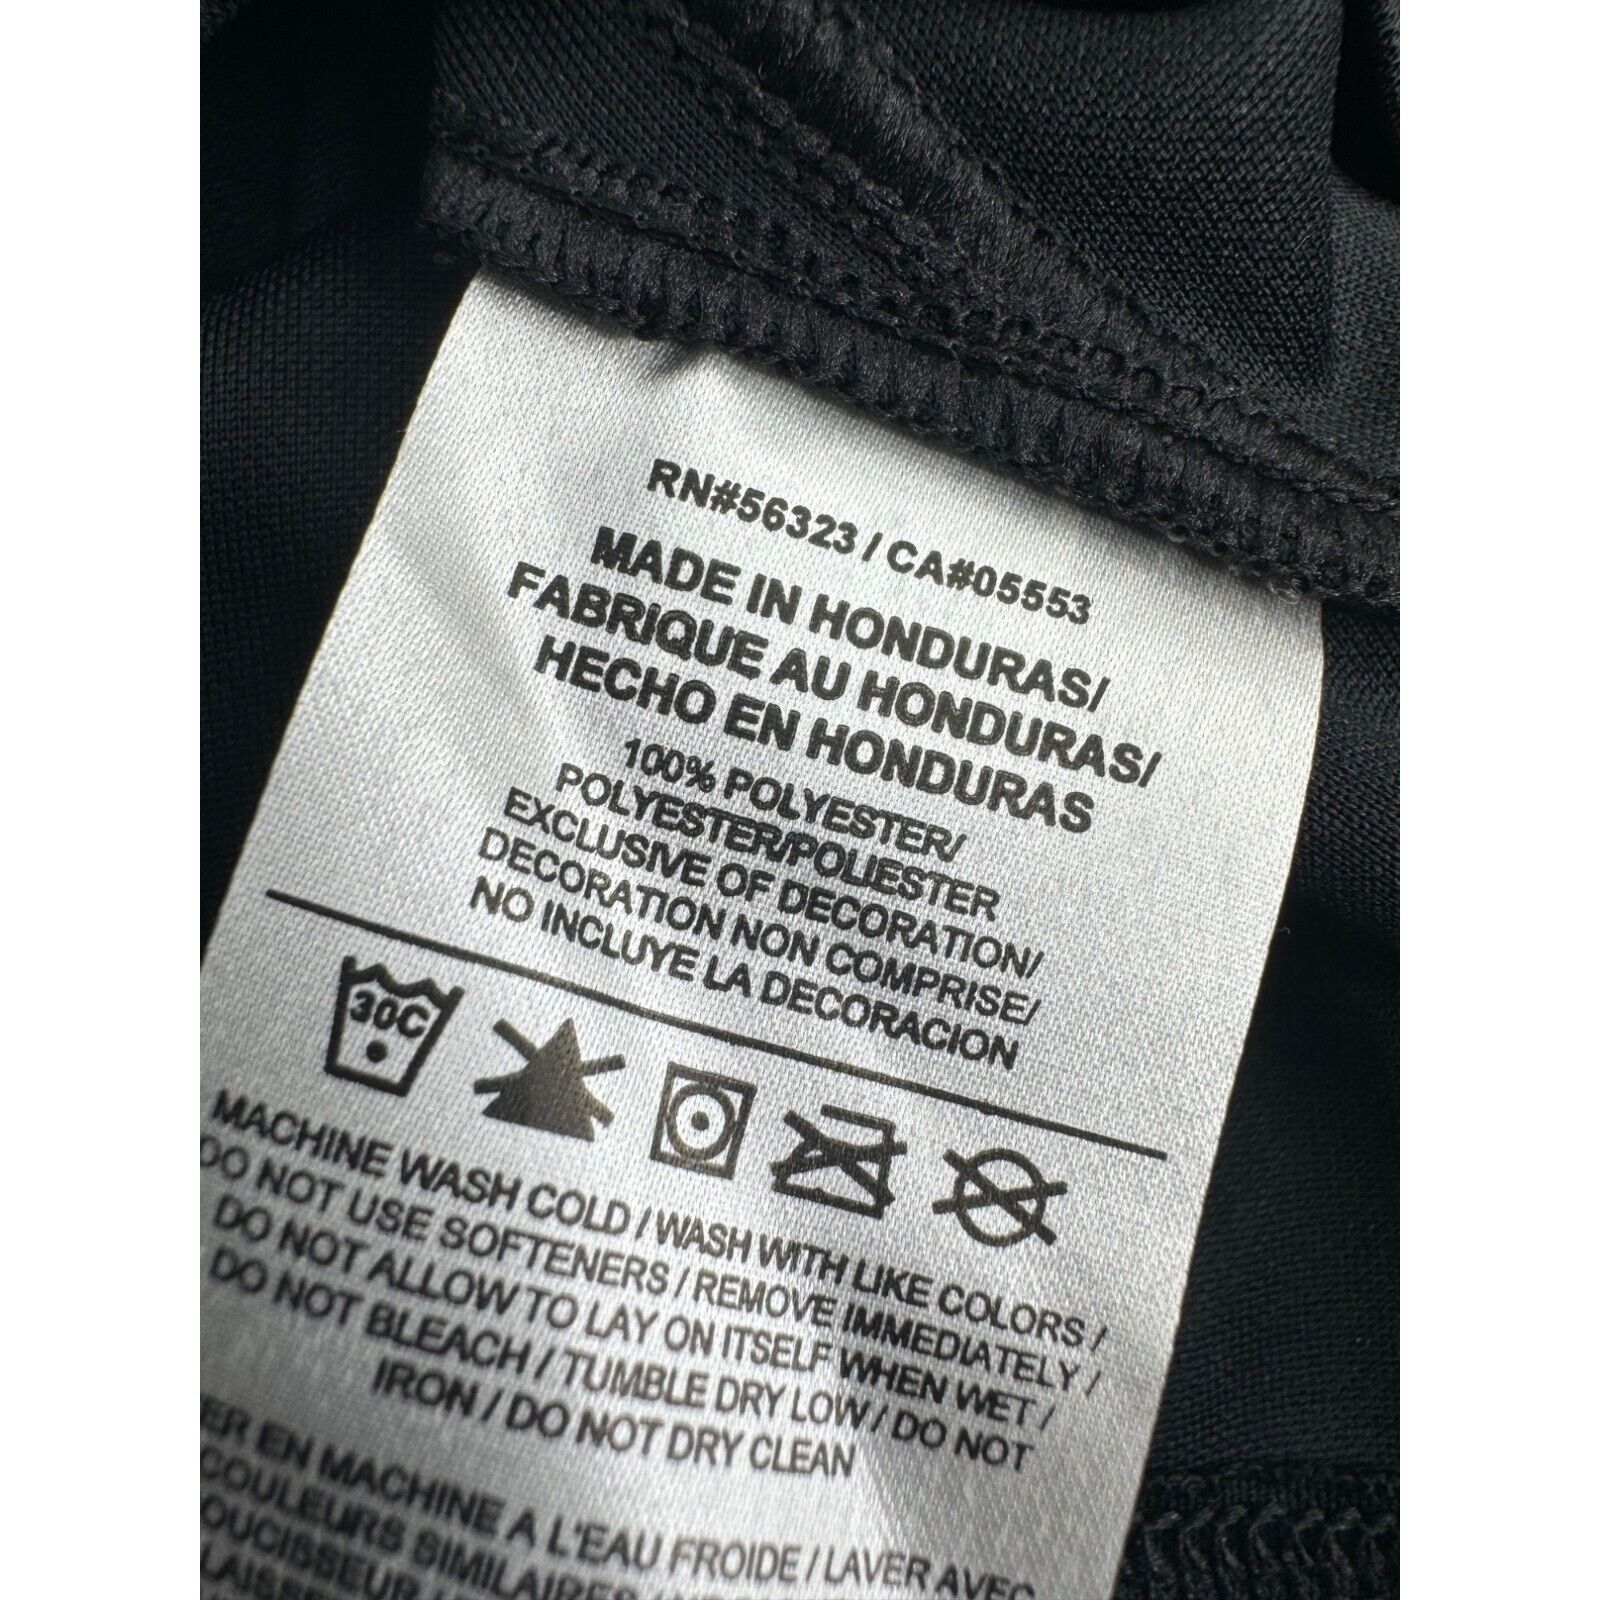 RN#56323 / CA#05553
MADE IN HONDURAS/
FABRIQUE AU HONDURAS/
HECHO EN HONDURAS
100% POLYESTER/
POLYESTER/POLIESTER
EXCLUSIVE OF DECORATION/
DECORATION NON COMPRISE/
NO INCLUYE LA DECORACION
30C
MACHINE WASH COLD / WASH WITH LIKE COLORS /
DO NOT USE SOFTENERS / REMOVE IMMEDIATELY /
DO NOT ALLOW TO LAY ON ITSELF WHEN WET /
DO NOT BLEACH / TUMBLE DRY LOW / DO NOT
IRON / DO NOT DRY CLEAN
ER EN MACHINE A L'EAU FROIDE / LAVER AVEC
COULEURS SIMILAIRES /
OUCISSEUR /